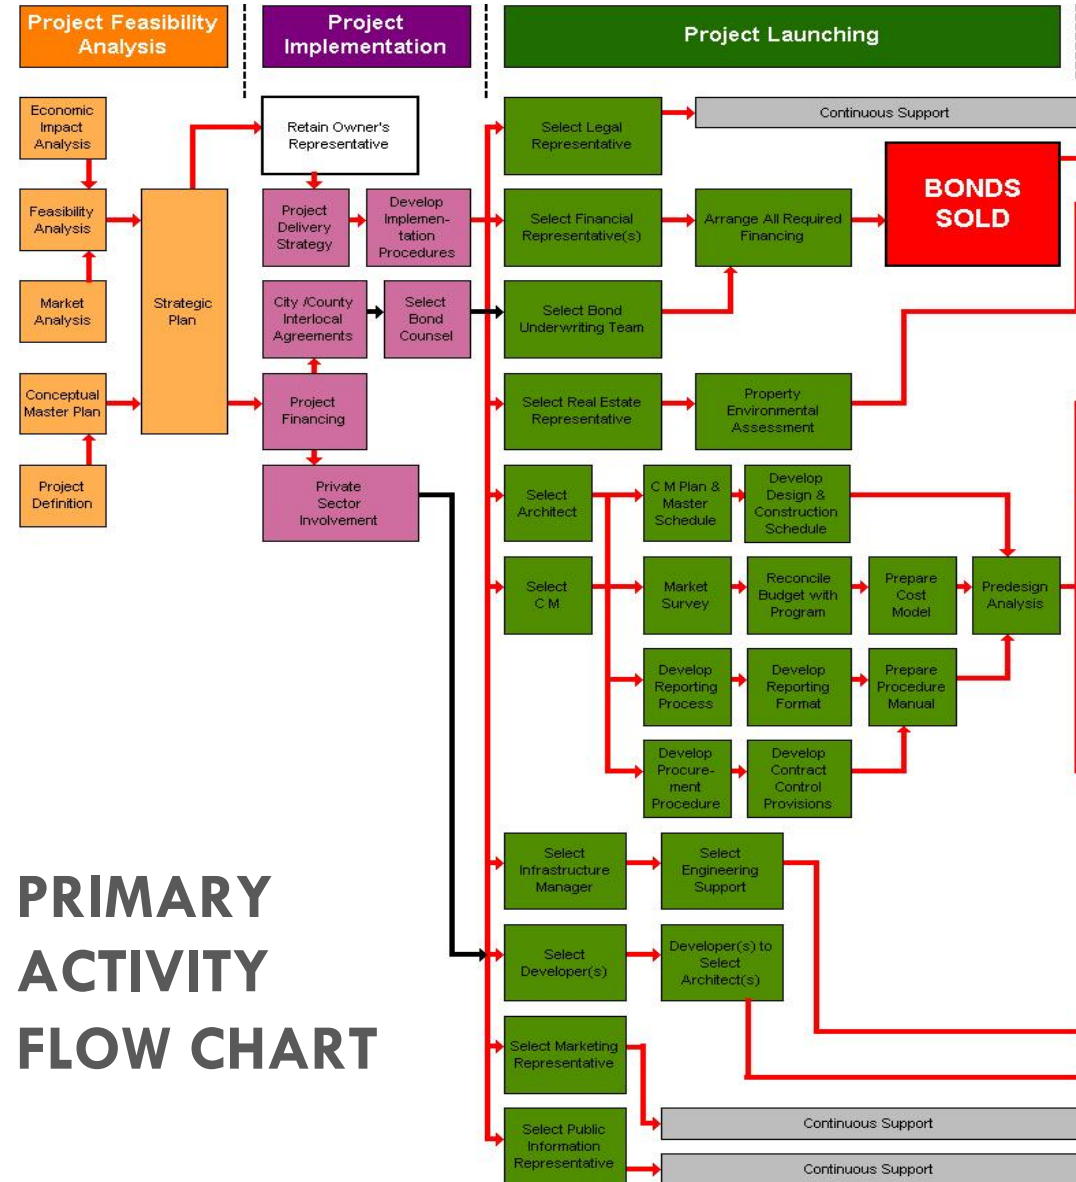 Project Feasibility
Analysis
Project
Implementation
Project Launching
Economic
Impact
Analysis
Feasibility
Analysis
Market
Analysis
Conceptual
Master Plan
Project
Definition
Strategic
Plan
Retain Owner's
Representative
Project
Delivery
Strategy
Develop
Implemen-
tation
Procedures
City /County
Interlocal
Agreements
Select
Bond
Counsel
Project
Financing
Private
Sector
Involvement
Select Legal
Representative
Continuous Support
Select Financial
Representative(s)
Arrange All Required
Financing
BONDS
SOLD
Select Bond
Underwriting Team
Select Real Estate
Representative
Property
Environmental
Assessment
Select
Architect
C M Plan &
Master
Schedule
Develop
Design &
Construction
Schedule
Select
C M
Market
Survey
Reconcile
Budget with
Program
Prepare
Cost
Model
Predesign
Analysis
Develop
Reporting
Process
Develop
Reporting
Format
Prepare
Procedure
Manual
Develop
Procure-
ment
Procedure
Develop
Contract
Control
Provisions
Select
Infrastructure
Manager
Select
Engineering
Support
Select
Developer(s)
Developer(s) to
Select
Architect(s)
Select Marketing
Representative
Continuous Support
Select Public
Information
Representative
Continuous Support
PRIMARY
ACTIVITY
FLOW CHART